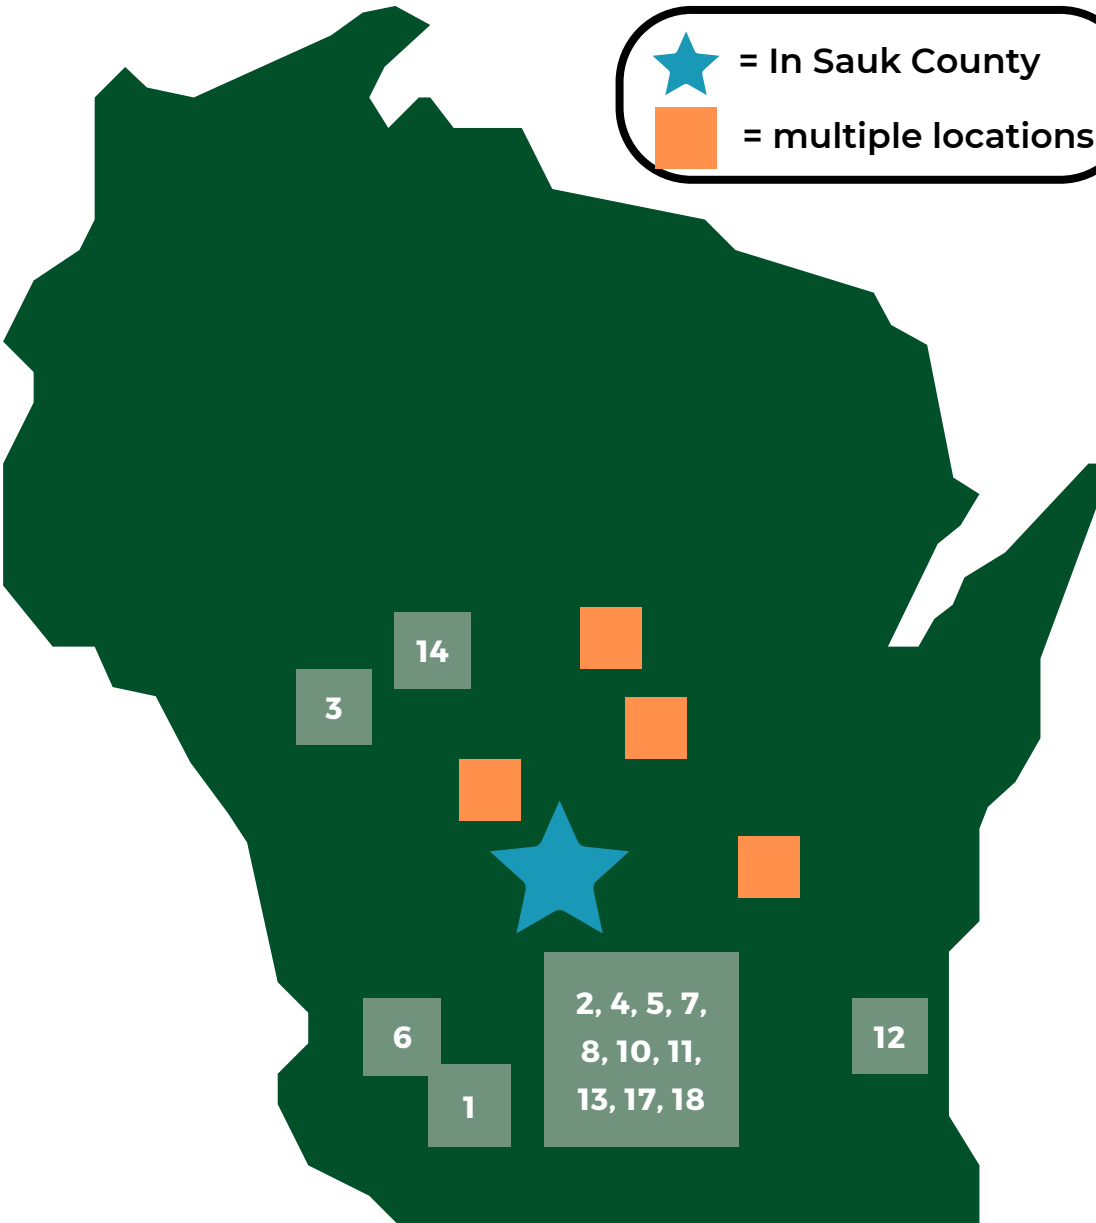 = In Sauk County
= multiple locations
14
3
2, 4, 5, 7,
8, 10, 11,
13, 17, 18
6
12
1